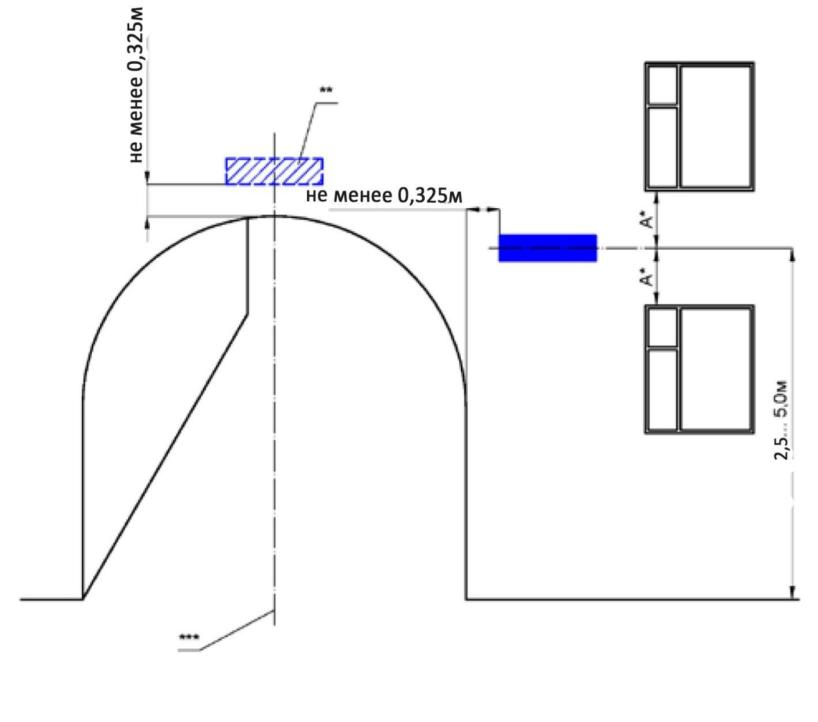 не менее 0,325м
**
не менее 0,325м
А*
А*
2,5... 5,0м
***